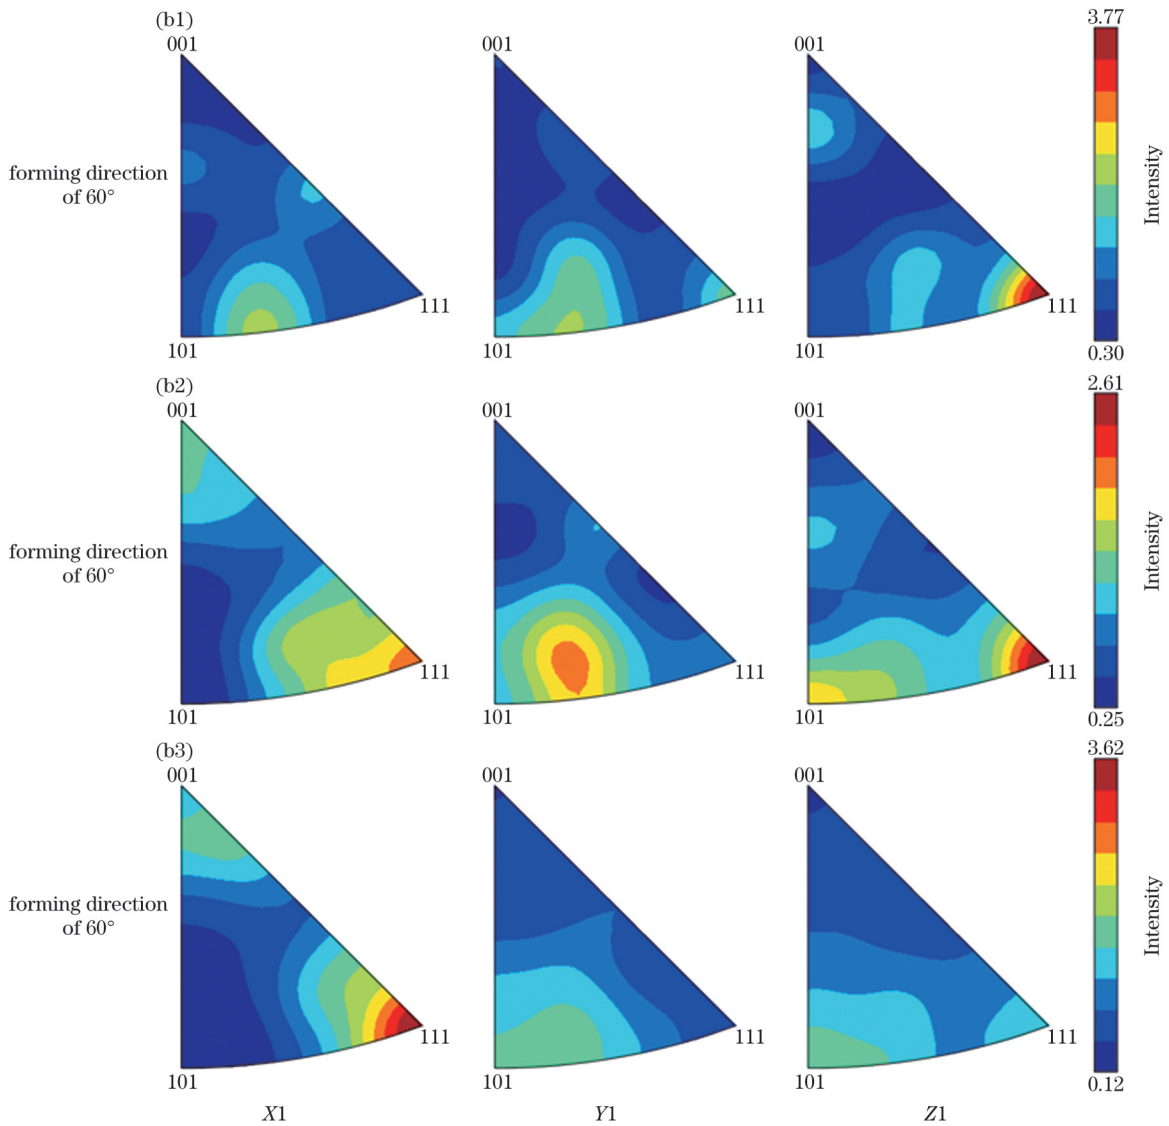 (b1)
001
001
001
3.77
forming direction
of 60°
Intensity
111
111
111
101
101
101
0.30
(b2)
001
001
001
2.61
forming direction
of 60°
Intensity
111
111
111
101
101
101
0.25
(b3)
001
001
001
3.62
forming direction
of 60°
Intensity
111
111
111
101
101
101
0.12
X1
Y1
Z1